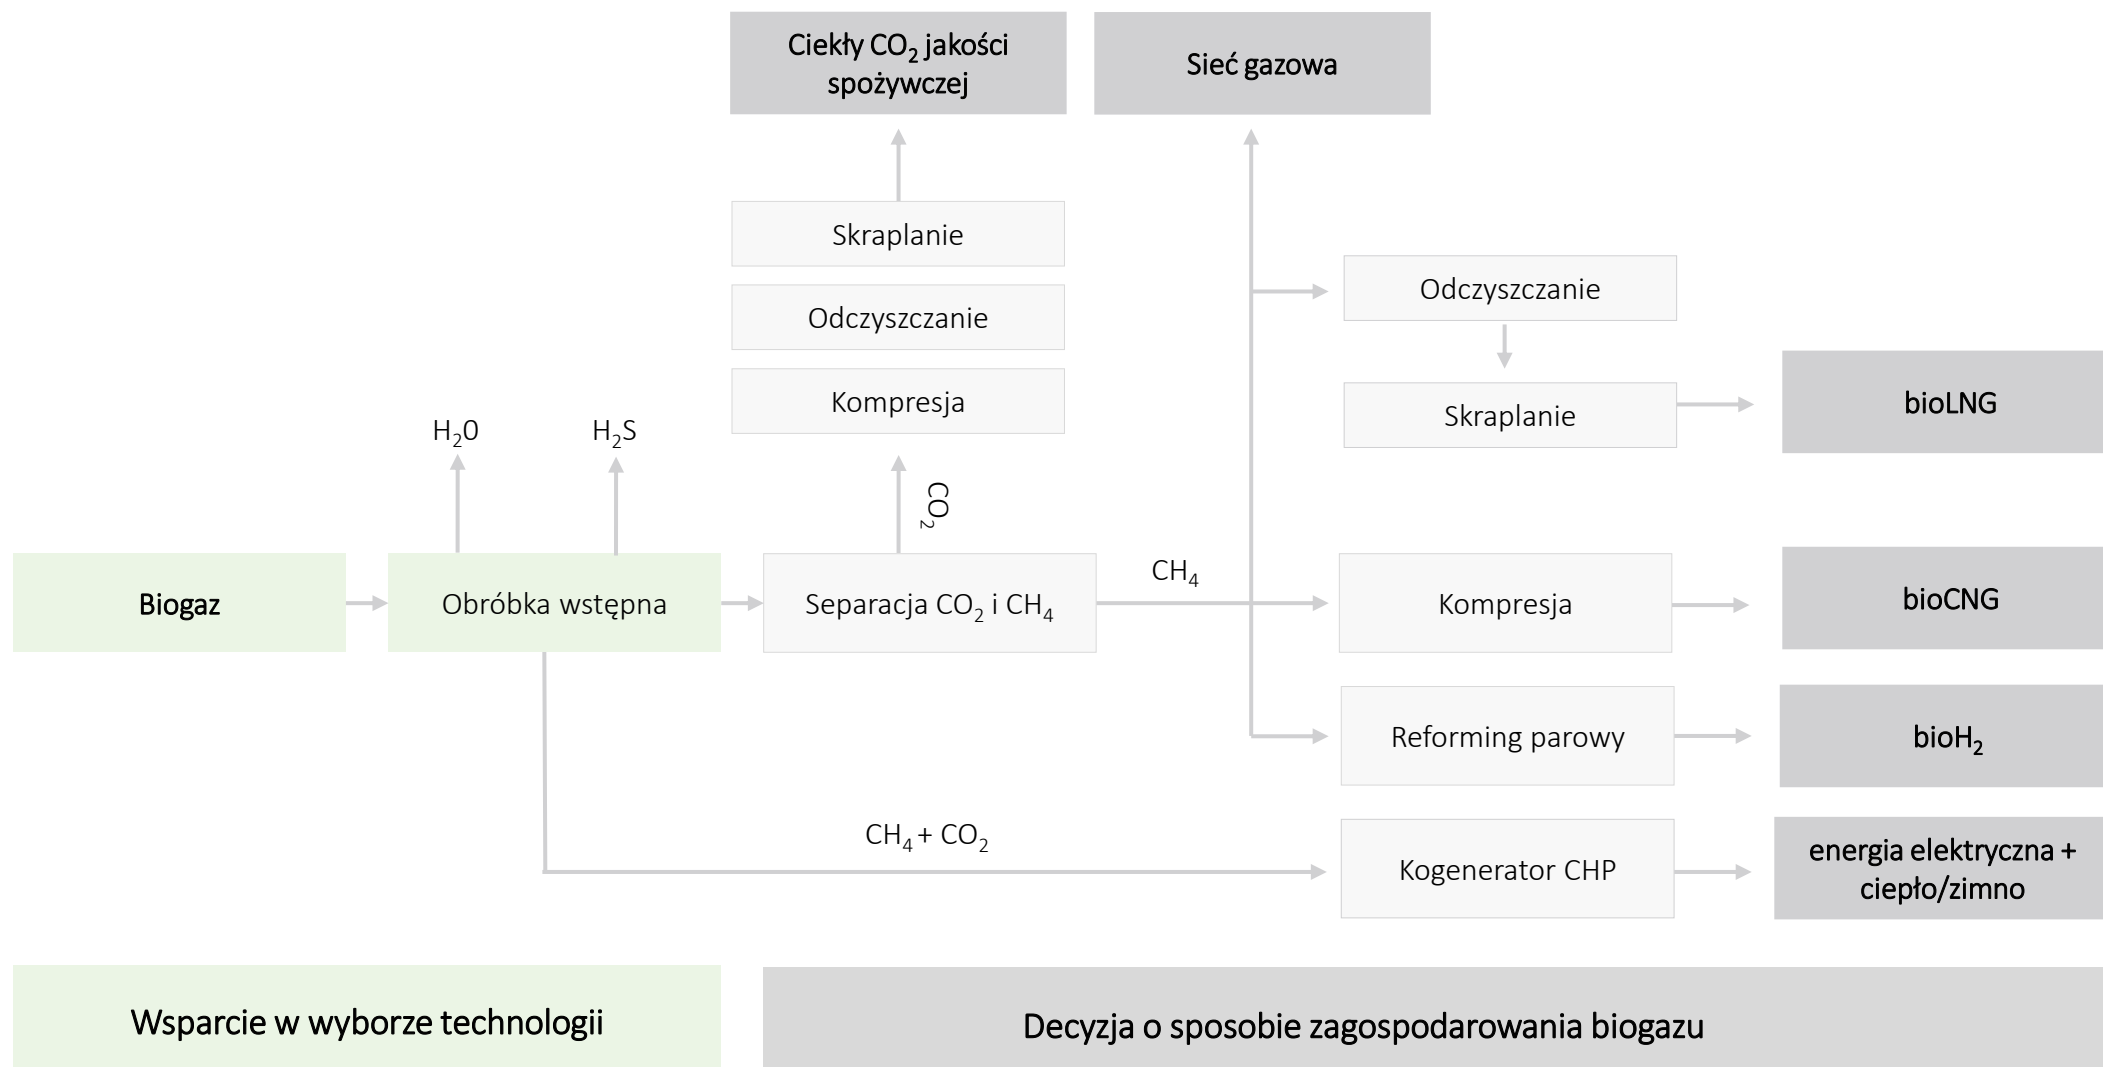 Ciekły CO₂ jakości
spożywczej
Sieć gazowa
Skraplanie
Odczyszczanie
Kompresja
Odczyszczanie
Skraplanie
bioLNG
H₂0
H₂S
CO₂
Biogaz
Obróbka wstępna
Separacja CO₂ i CH₄
CH₄
Kompresja
bioCNG
Reforming parowy
bioH₂
CH₄ + CO₂
Kogenerator CHP
energia elektryczna +
ciepło/zimno
Wsparcie w wyborze technologii
Decyzja o sposobie zagospodarowania biogazu